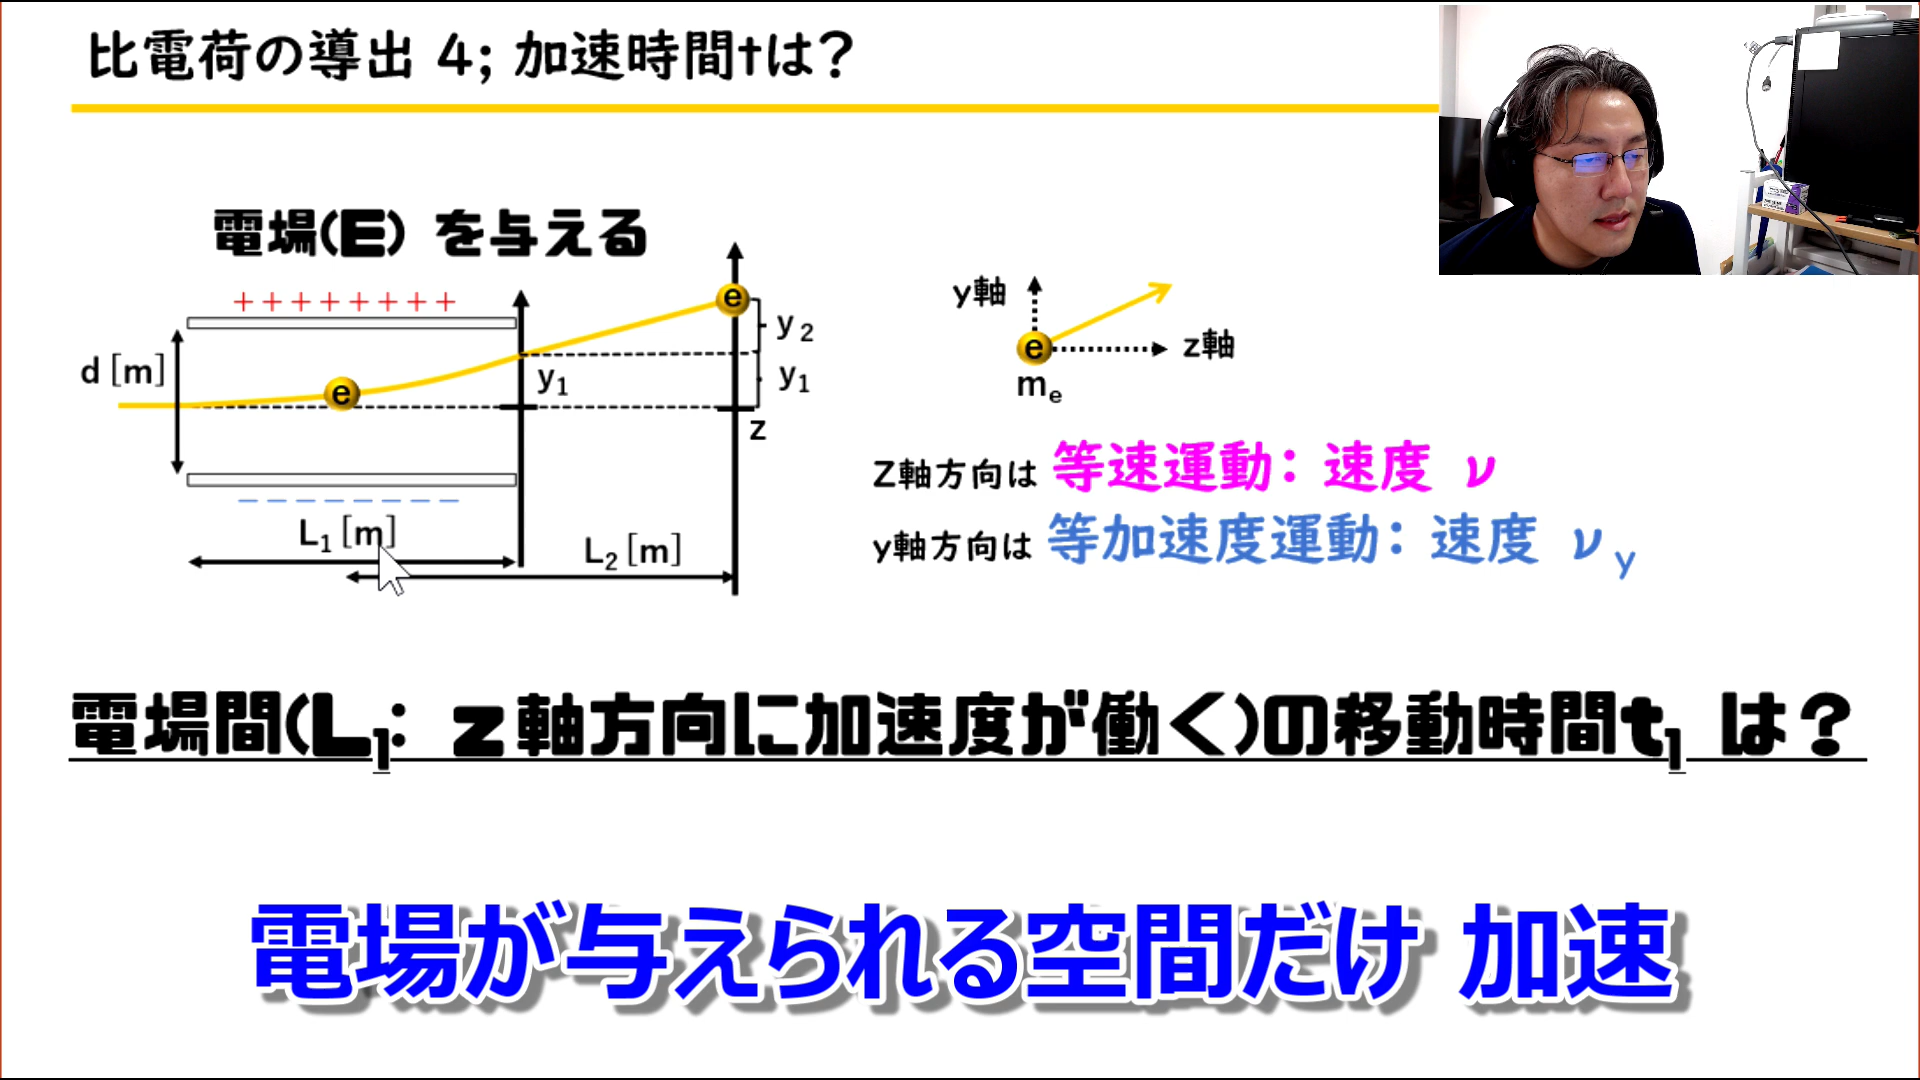 比電荷の導出 4; 加速時間tは?
電場(E) を与える
++++++++
e
y2
y1
d [m]
e
y1
z
−−−−−−−−
L1 [m]
L2 [m]
y軸
e
z軸
me
Z軸方向は 等速運動: 速度 ν
y軸方向は 等加速度運動: 速度 νy
電場間(L1: z軸方向に加速度が働く)の移動時間t1 は?
電場が与えられる空間だけ 加速